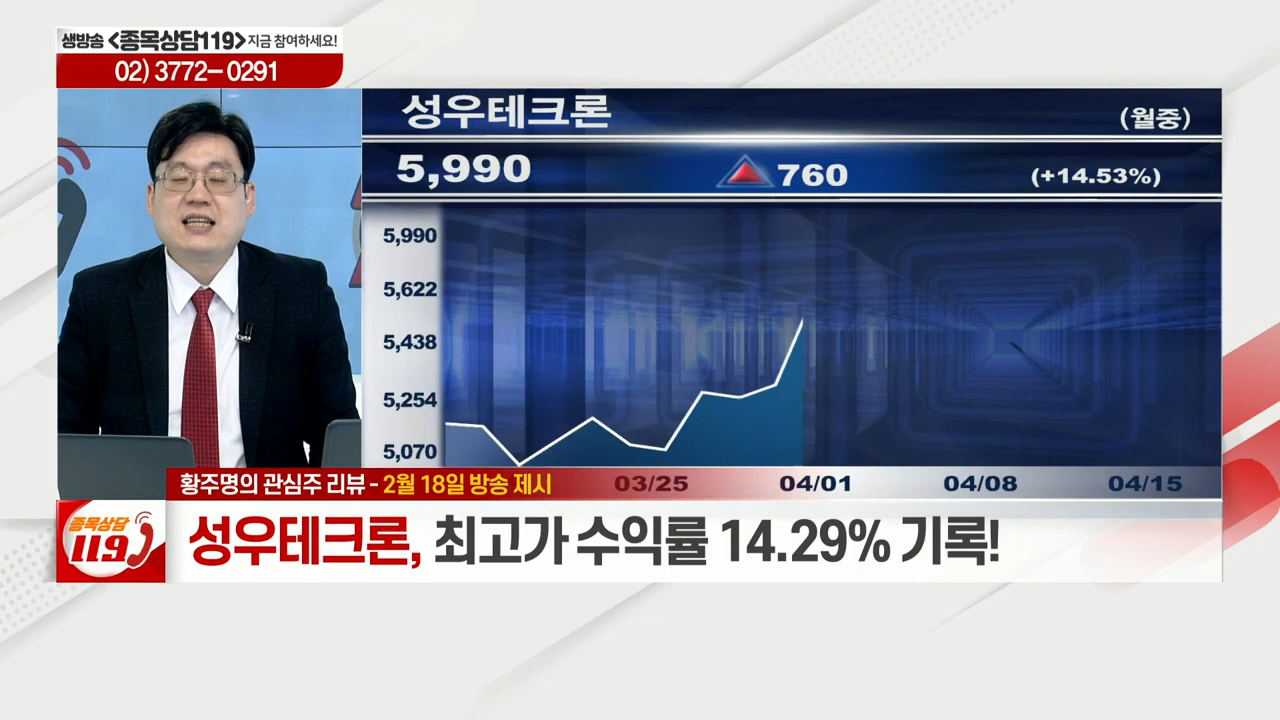 생방송 <종목상담119> 지금 참여하세요!
02) 3772-0291
성우테크론
(월중)
5,990
760
(+14.53%)
5,990
5,622
5,438
5,254
5,070
03/25
04/01
04/08
04/15
황주명의 관심주 리뷰 - 2월 18일 방송 제시
종목상담
119
성우테크론, 최고가 수익률 14.29% 기록!